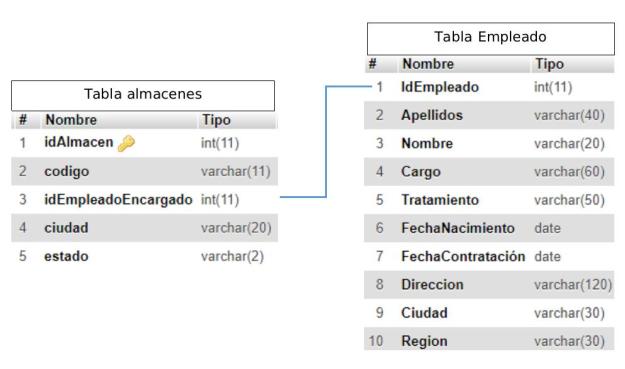 Tabla almacenes
# Nombre Tipo
1 idAlmacen int(11)
2 codigo varchar(11)
3 idEmpleadoEncargado int(11)
4 ciudad varchar(20)
5 estado varchar(2)
Tabla Empleado
# Nombre Tipo
1 IdEmpleado int(11)
2 Apellidos varchar(40)
3 Nombre varchar(20)
4 Cargo varchar(60)
5 Tratamiento varchar(50)
6 FechaNacimiento date
7 FechaContratación date
8 Direccion varchar(120)
9 Ciudad varchar(30)
10 Region varchar(30)